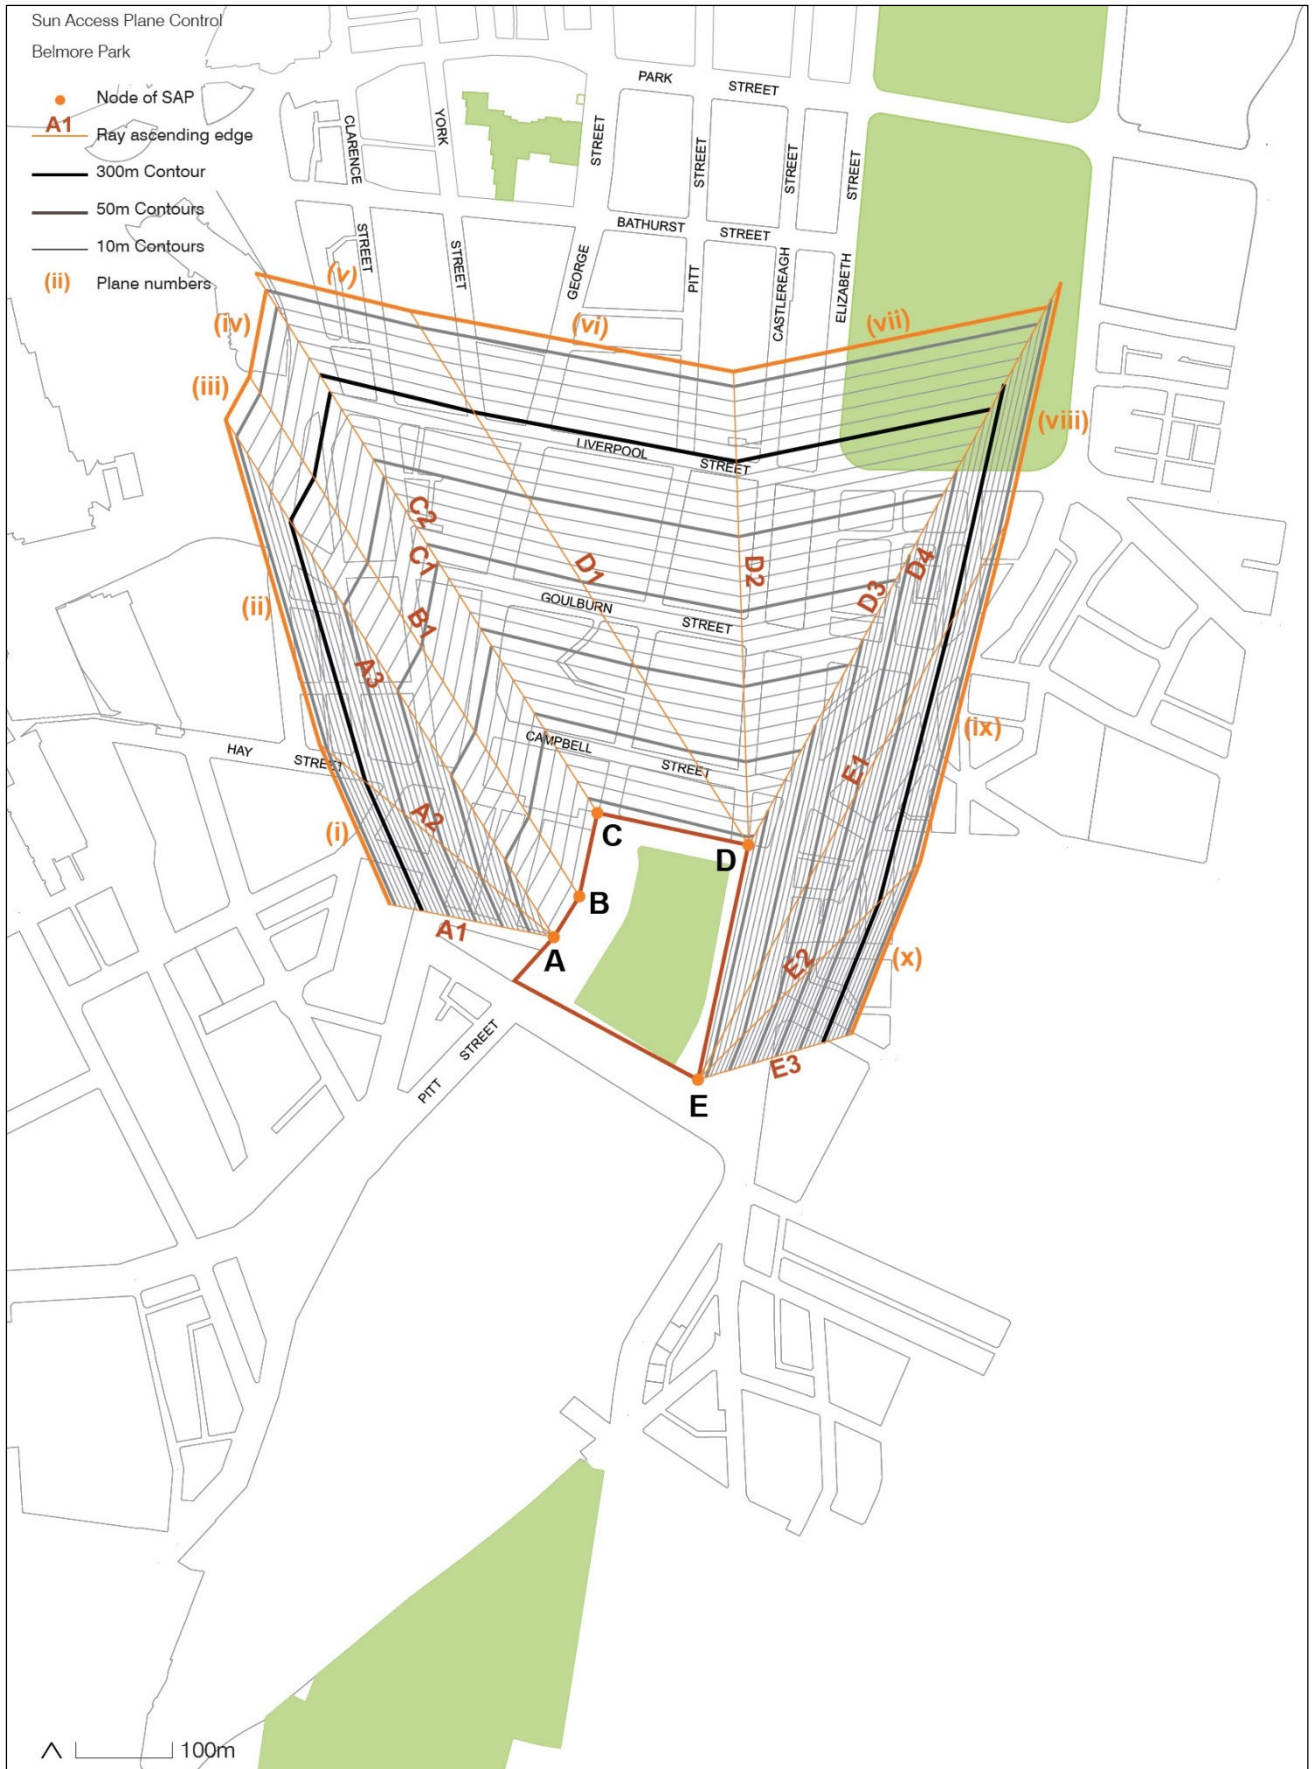 Sun Access Plane Control
Belmore Park
Node of SAP
A1
Ray ascending edge
300m Contour
50m Contours
10m Contours
(ii)
Plane numbers
PARK
STREET
CLARENCE
YORK
STREET
STREET
STREET
STREET
BATHURST
STREET
STREET
STREET
GEORGE
PITT
CASTLEREAGH
ELIZABETH
(v)
(iv)
(vi)
(vii)
(iii)
(viii)
LIVERPOOL
STREET
C2
C1
D1
D2
D3
D4
(ii)
GOULBURN
STREET
B1
A3
(ix)
HAY
STREET
CAMPBELL
STREET
E1
A2
(i)
C
D
B
A1
A
E2
(x)
E3
E
PITT
STREET
100m